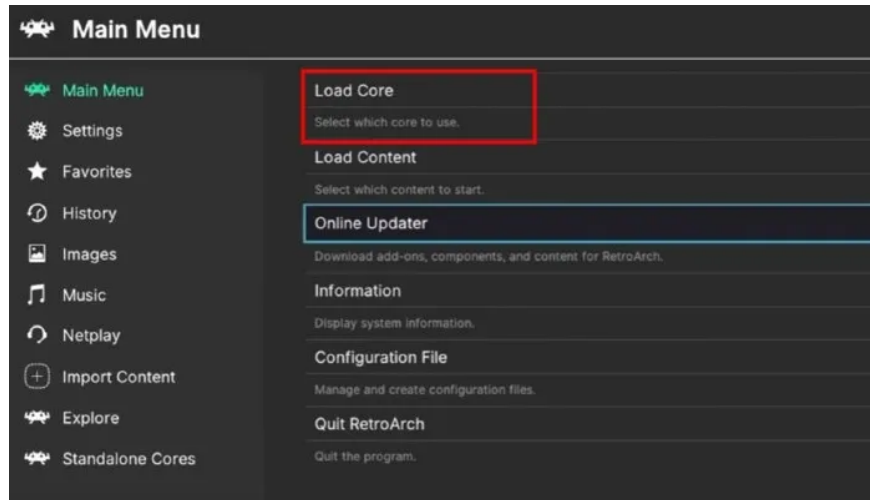 Main Menu
Main Menu
Settings
Favorites
History
Images
Music
Netplay
Import Content
Explore
Standalone Cores
Load Core
Select which core to use.
Load Content
Select which content to start.
Online Updater
Download add-ons, components, and content for RetroArch.
Information
Display system information.
Configuration File
Manage and create configuration files.
Quit RetroArch
Quit the program.